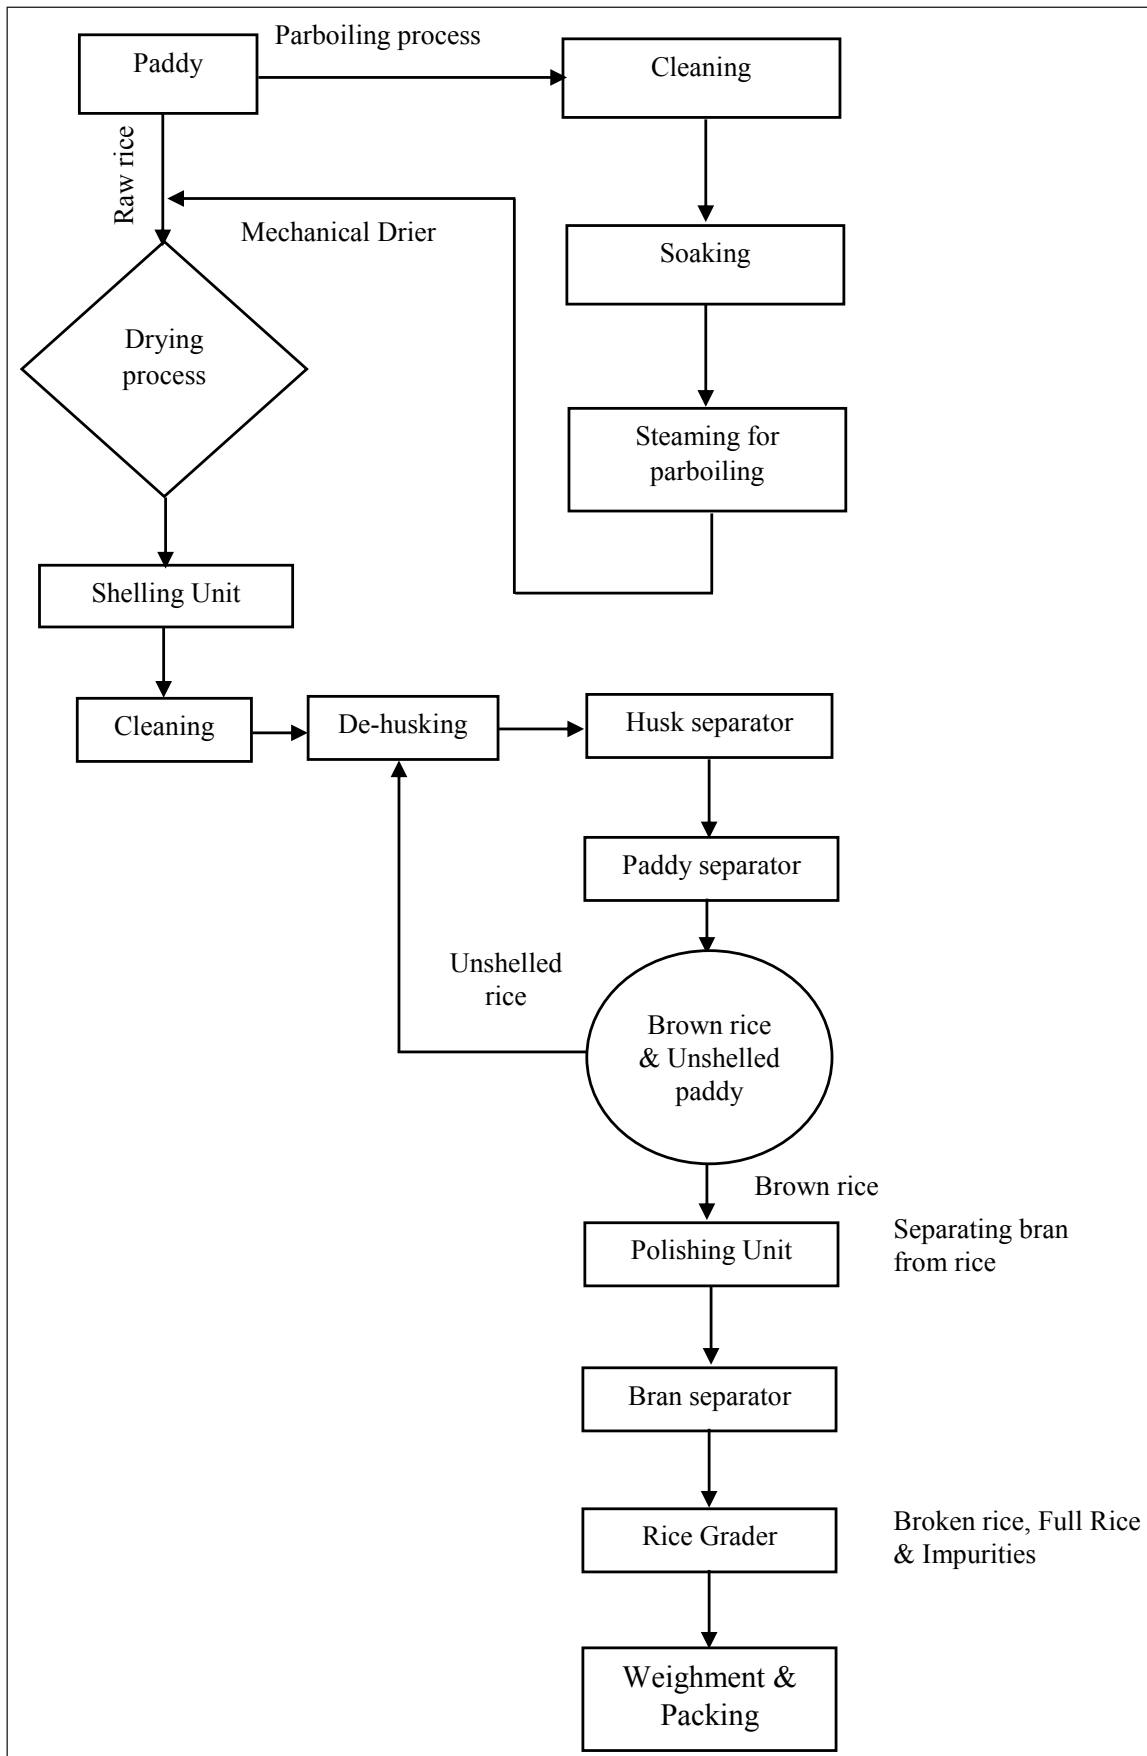 Parboiling process
Paddy
Cleaning
Raw rice
Mechanical Drier
Soaking
Drying
process
Steaming for
parboiling
Shelling Unit
Cleaning
De-husking
Husk separator
Paddy separator
Unshelled
rice
Brown rice
& Unshelled
paddy
Brown rice
Polishing Unit
Separating bran
from rice
Bran separator
Rice Grader
Broken rice, Full Rice
& Impurities
Weighment &
Packing